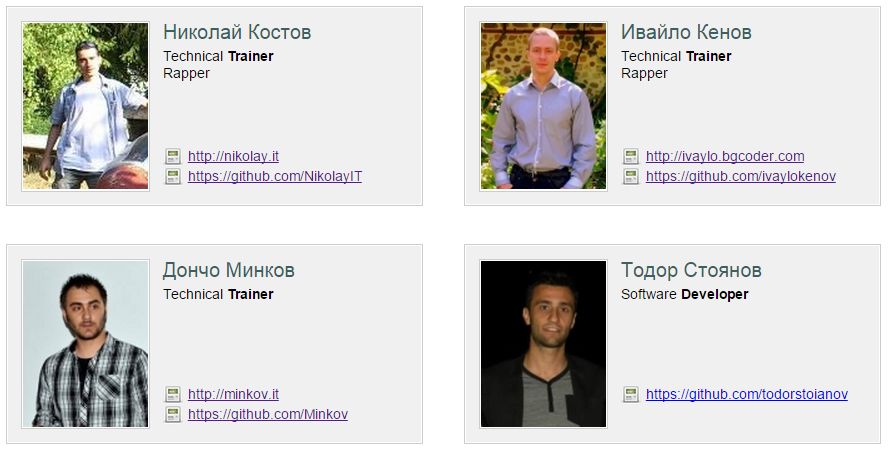 Николай Костов
Technical Trainer
Rapper
http://nikolay.it
https://github.com/NikolayIT
Ивайло Кенов
Technical Trainer
Rapper
http://ivaylo.bgcoder.com
https://github.com/ivaylokenov
Дончо Минков
Technical Trainer
http://minkov.it
https://github.com/Minkov
Тодор Стоянов
Software Developer
https://github.com/todorstoianov